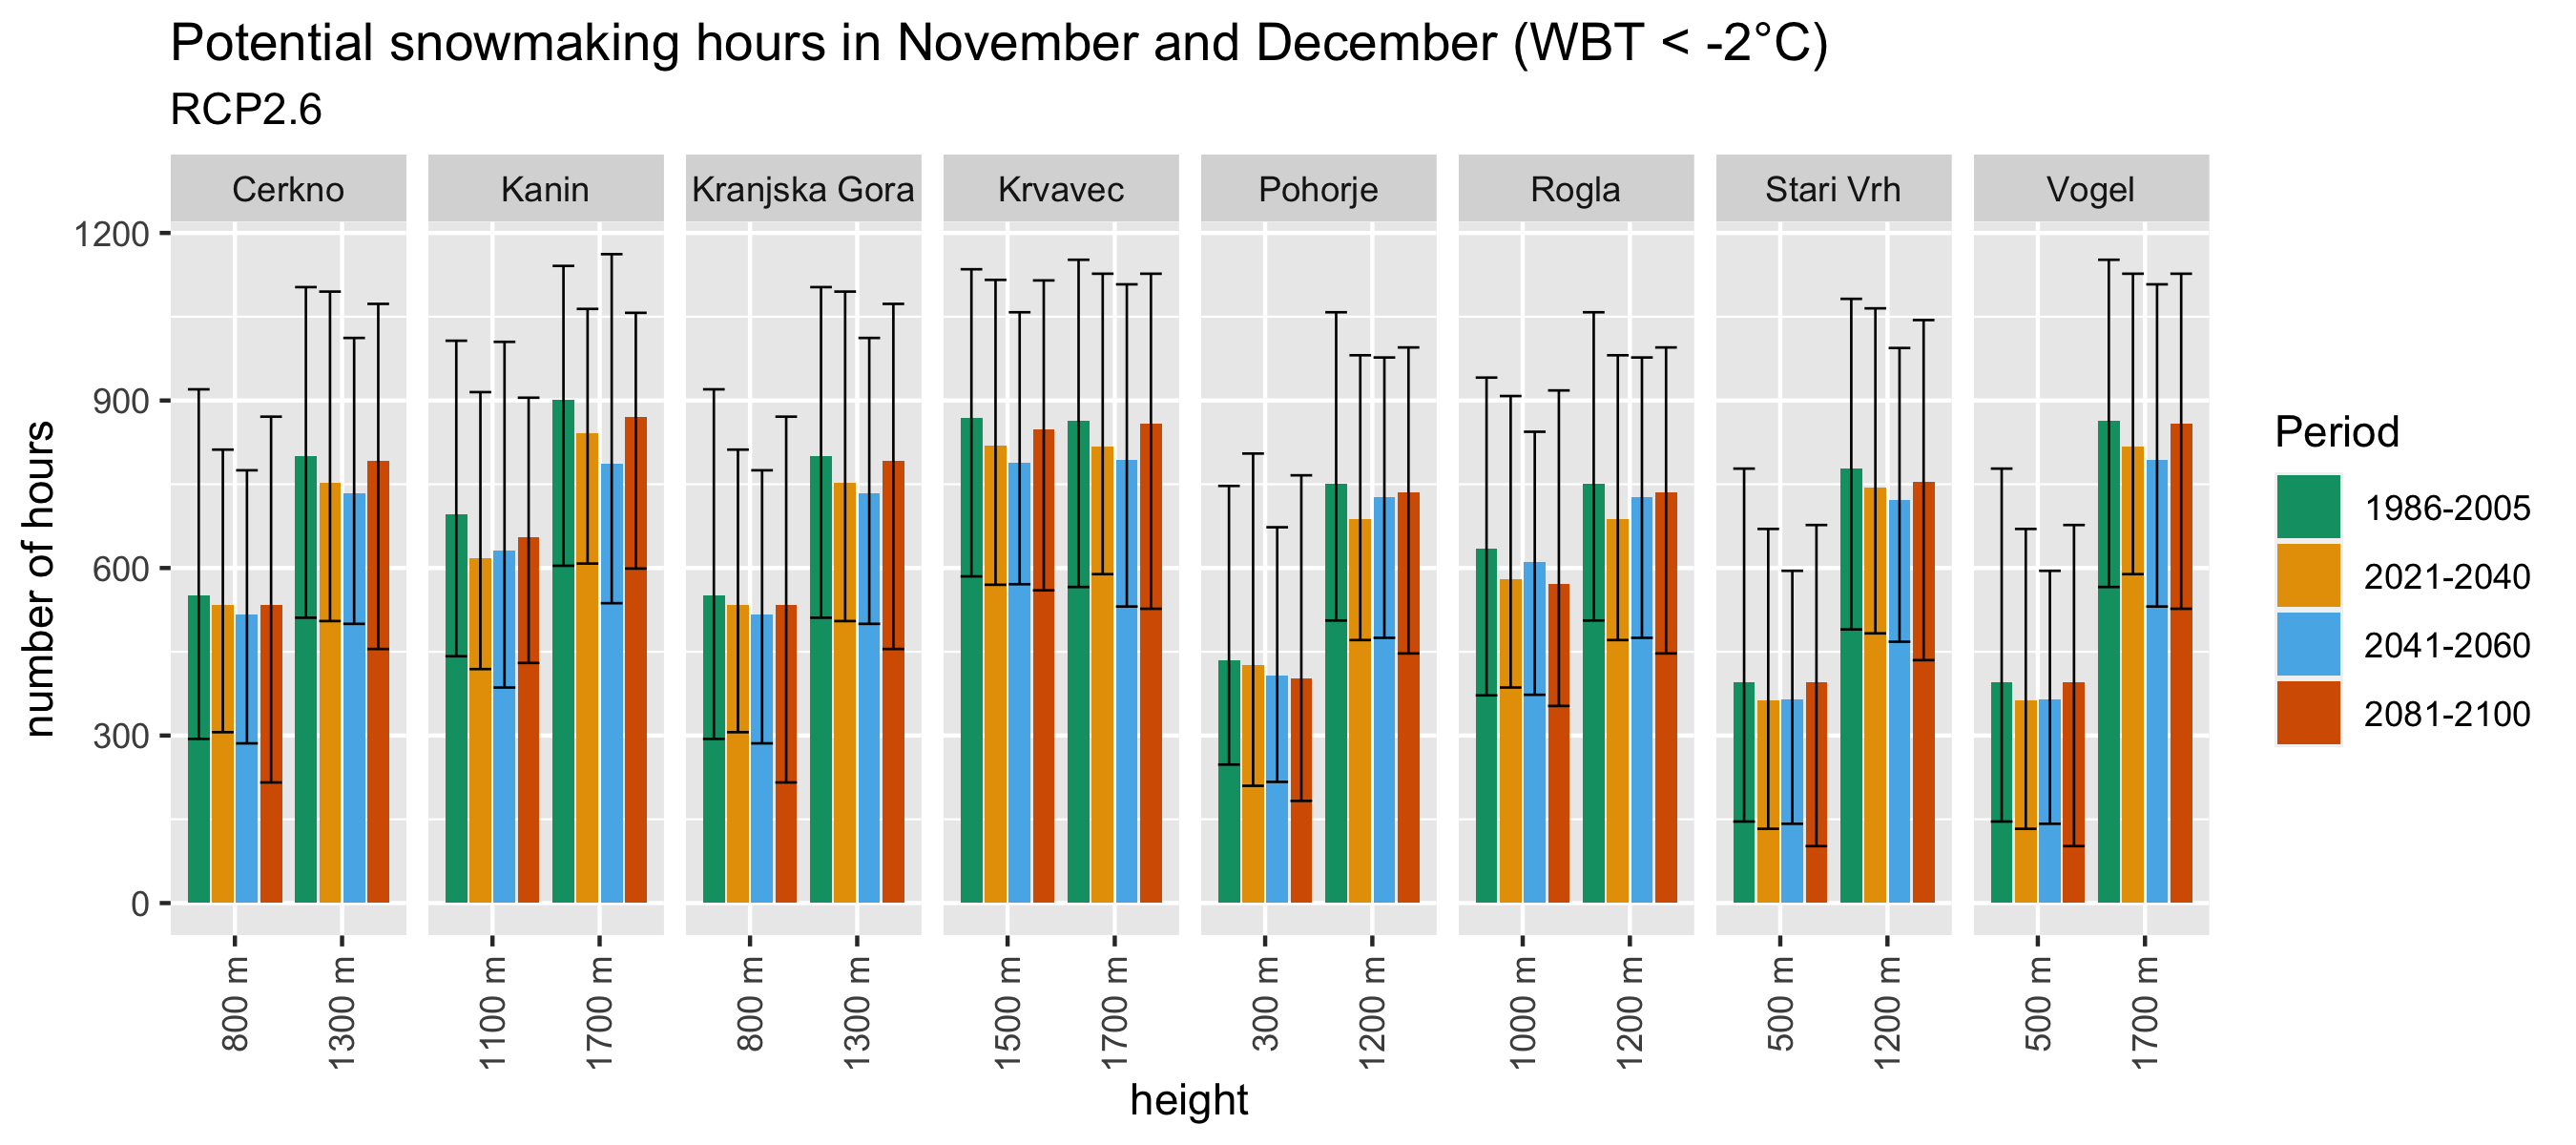 Potential snowmaking hours in November and December (WBT < -2°C)
RCP2.6
Cerkno Kanin Kranjska Gora Krvavec Pohorje Rogla Stari Vrh Vogel
1200
900
600
300
0
number of hours
800 m 1300 m 1100 m 1700 m 800 m 1300 m 1500 m 1700 m 300 m 1200 m 1000 m 1200 m 500 m 1200 m 500 m 1700 m
height
Period
1986-2005
2021-2040
2041-2060
2081-2100